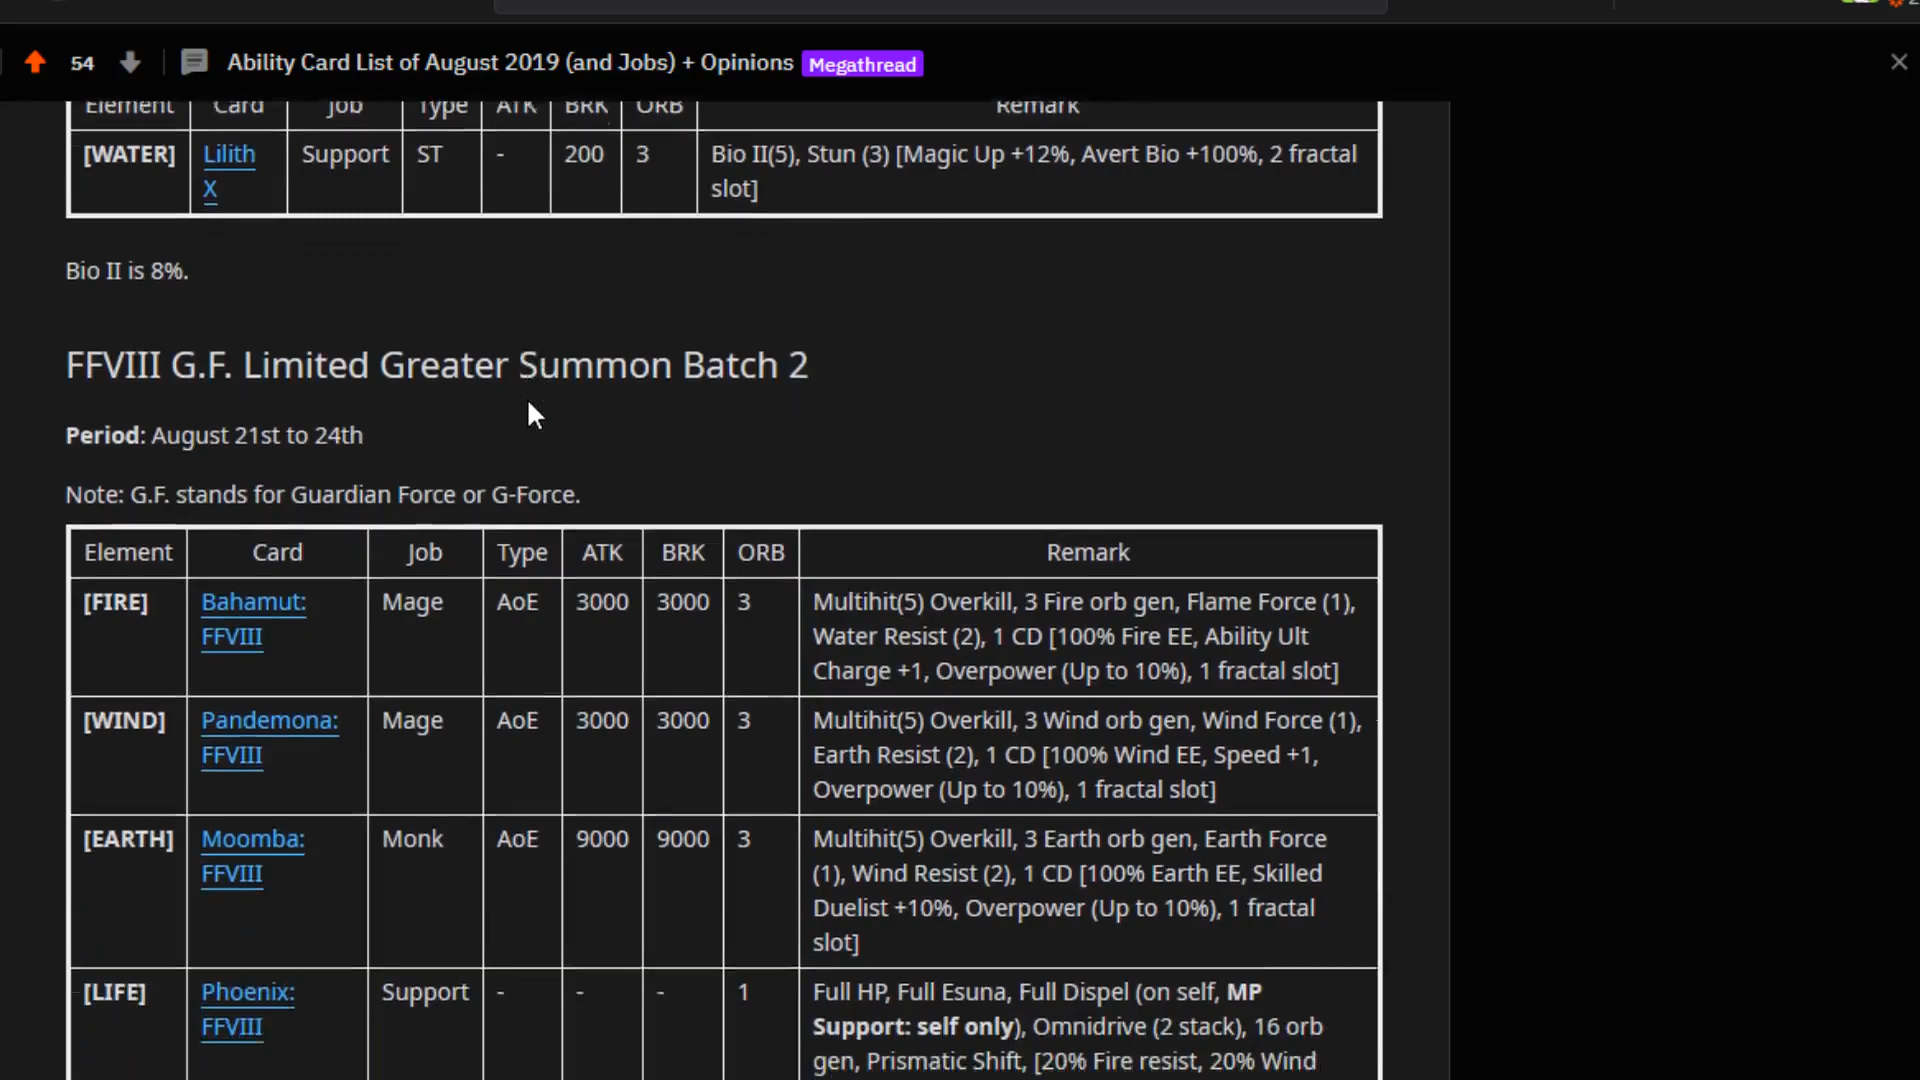 54 Ability Card List of August 2019 (and Jobs) + Opinions Megathread
Element Card Job Type ATK BRK ORB Remark
[WATER] Lilith X Support ST - 200 3 Bio II(5), Stun (3) [Magic Up +12%, Avert Bio +100%, 2 fractal slot]
Bio II is 8%.
FFVIII G.F. Limited Greater Summon Batch 2
Period: August 21st to 24th
Note: G.F. stands for Guardian Force or G-Force.
Element Card Job Type ATK BRK ORB Remark
[FIRE] Bahamut: FFVIII Mage AoE 3000 3000 3 Multihit(5) Overkill, 3 Fire orb gen, Flame Force (1), Water Resist (2), 1 CD [100% Fire EE, Ability Ult Charge +1, Overpower (Up to 10%), 1 fractal slot]
[WIND] Pandemona: FFVIII Mage AoE 3000 3000 3 Multihit(5) Overkill, 3 Wind orb gen, Wind Force (1), Earth Resist (2), 1 CD [100% Wind EE, Speed +1, Overpower (Up to 10%), 1 fractal slot]
[EARTH] Moomba: FFVIII Monk AoE 9000 9000 3 Multihit(5) Overkill, 3 Earth orb gen, Earth Force (1), Wind Resist (2), 1 CD [100% Earth EE, Skilled Duelist +10%, Overpower (Up to 10%), 1 fractal slot]
[LIFE] Phoenix: FFVIII Support - - - 1 Full HP, Full Esuna, Full Dispel (on self, MP Support: self only), Omnidrive (2 stack), 16 orb gen, Prismatic Shift, [20% Fire resist, 20% Wind